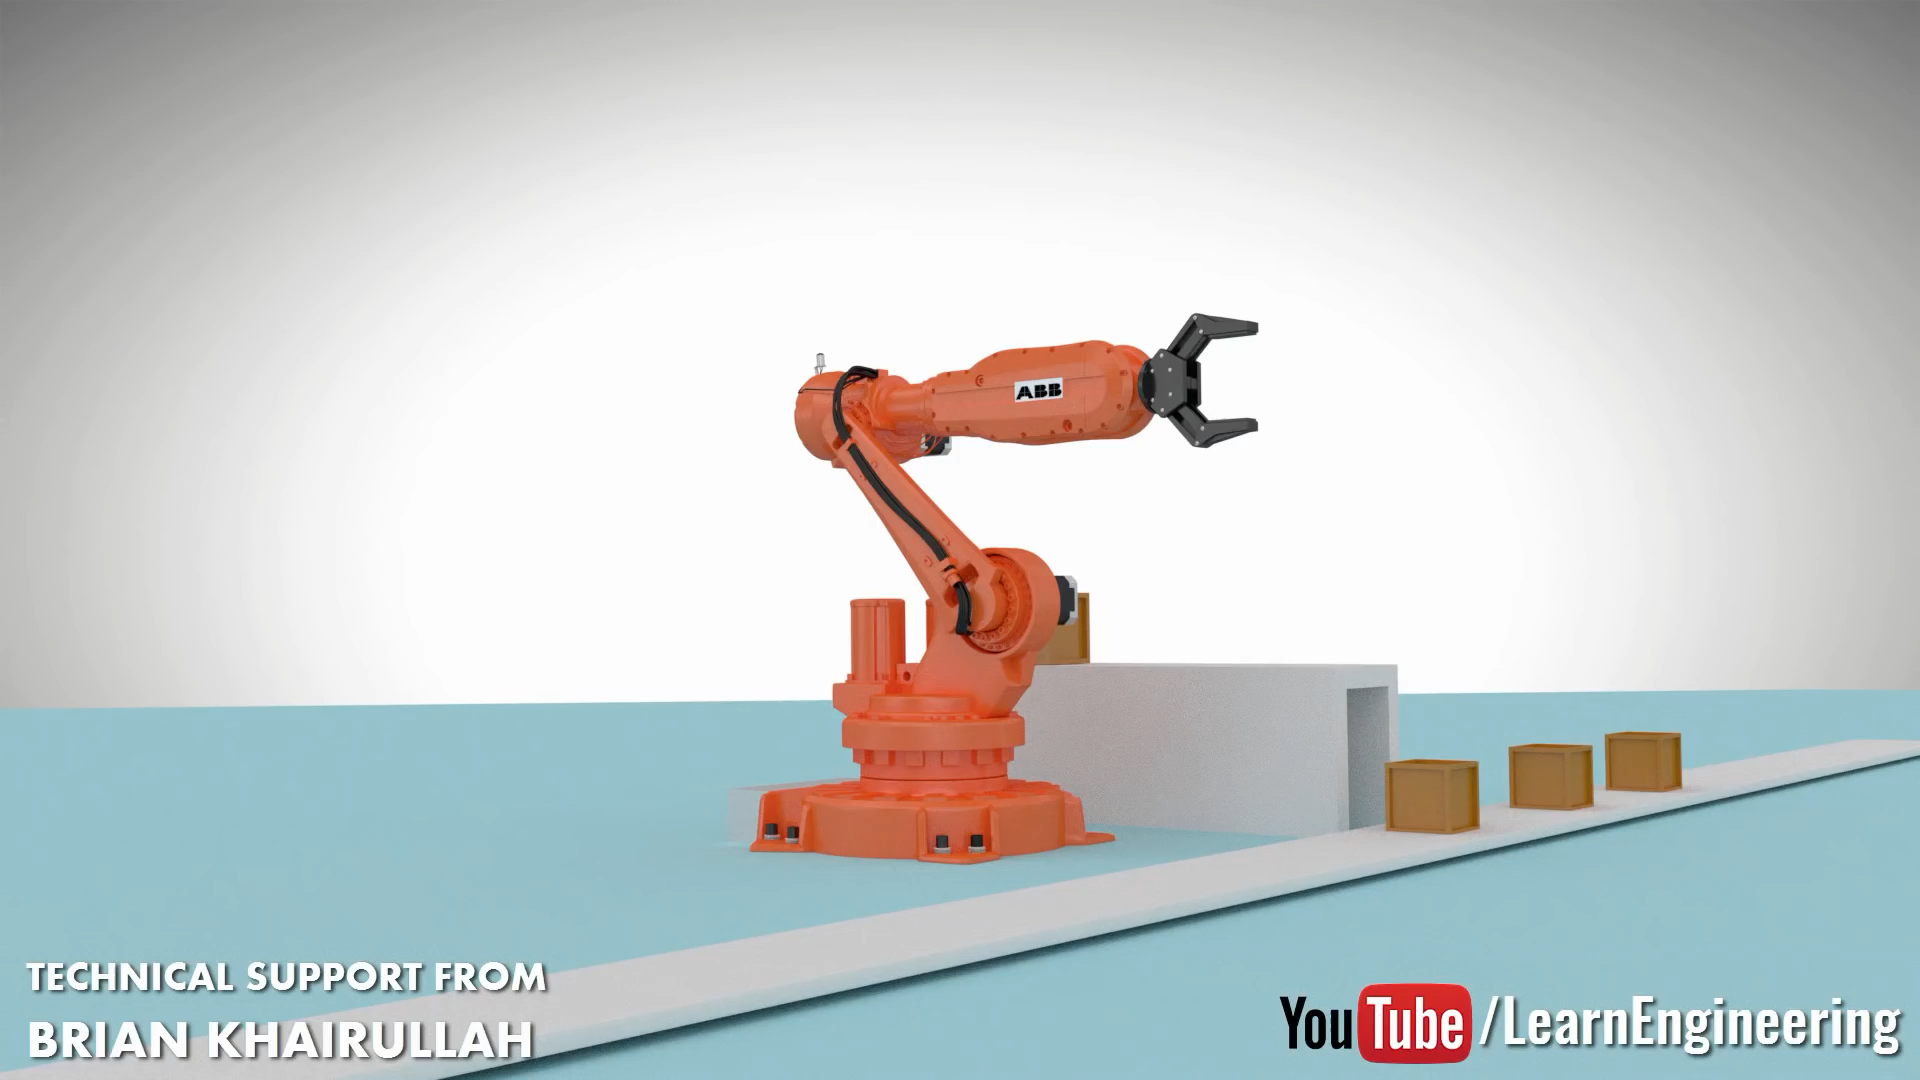 ABB
TECHNICAL SUPPORT FROM
BRIAN KHAIRULLAH
YouTube/LearnEngineering